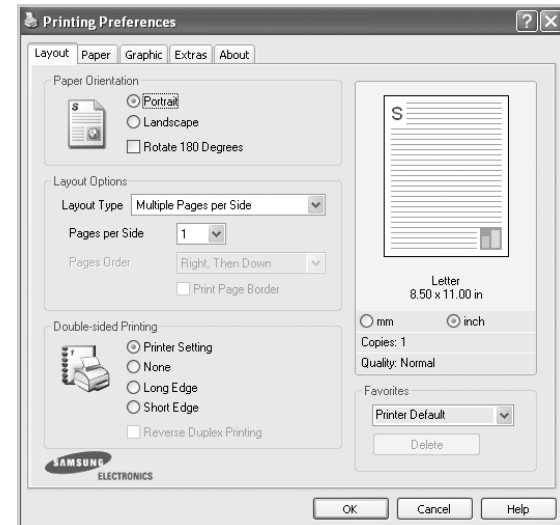 Printing Preferences
Layout Paper Graphic Extras About
Paper Orientation
S
Portrait
Landscape
Rotate 180 Degrees
Layout Options
Layout Type Multiple Pages per Side
Pages per Side 1
Pages Order Right, Then Down
Print Page Border
Double-sided Printing
Printer Setting
None
Long Edge
Short Edge
Reverse Duplex Printing
SAMSUNG
ELECTRONICS
S
Letter
8.50 x 11.00 in
mm inch
Copies: 1
Quality: Normal
Favorites
Printer Default
Delete
OK Cancel Help